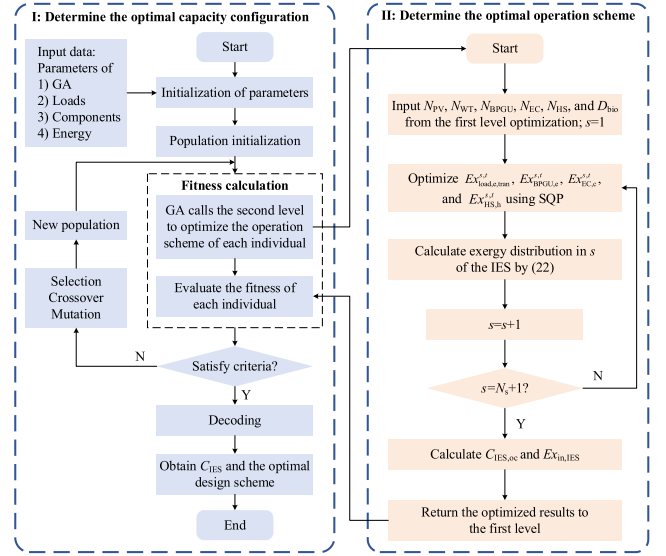 I: Determine the optimal capacity configuration
Start
Input data:
Parameters of
1) GA
2) Loads
3) Components
4) Energy
Initialization of parameters
Population initialization
Fitness calculation
GA calls the second level
to optimize the operation
scheme of each individual
Evaluate the fitness of
each individual
New population
Selection
Crossover
Mutation
N
Satisfy criteria?
Y
Decoding
Obtain C_IES and the optimal
design scheme
End
II: Determine the optimal operation scheme
Start
Input N_PV, N_WT, N_BPGU, N_EC, N_HS, and D_bio
from the first level optimization; s=1
Optimize Ex^{s,t}_{load,e,tran}, Ex^{s,t}_{BPGU,e}, Ex^{s,t}_{EC,c},
and Ex^{s,t}_{HS,h} using SQP
Calculate exergy distribution in s
of the IES by (22)
s=s+1
s=N_s+1?
N
Y
Calculate C_{IES,oc} and Ex_{in,IES}
Return the optimized results to
the first level